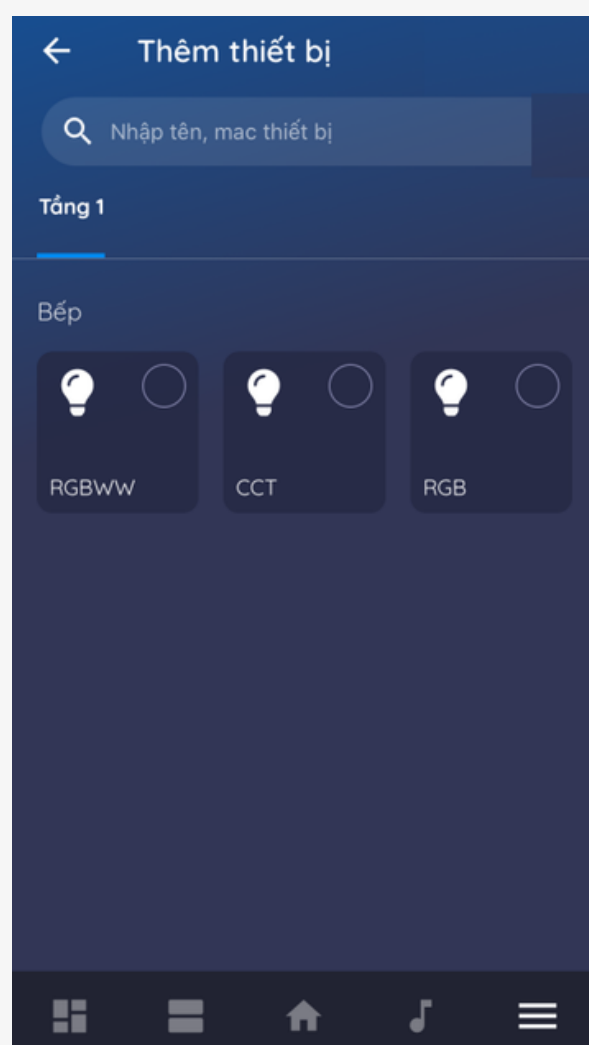 Thêm thiết bị
Nhập tên, mac thiết bị
Tầng 1
Bếp
RGBWW
CCT
RGB